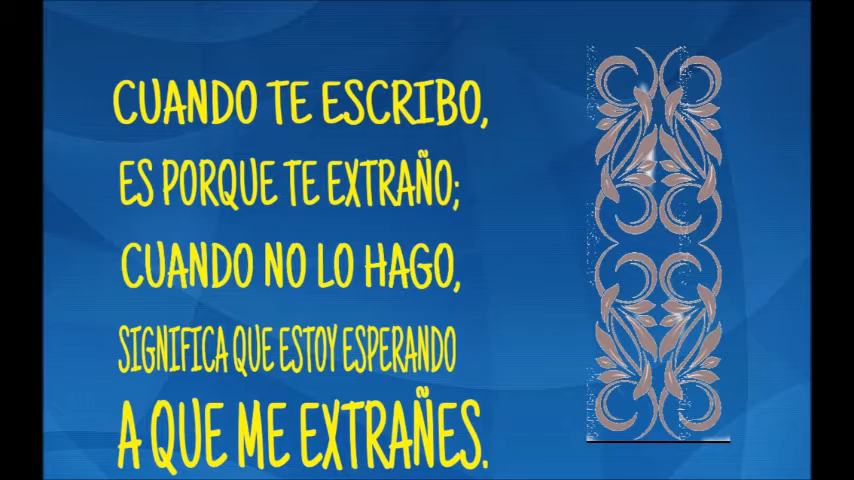 CUANDO TE ESCRIBO,
ES PORQUE TE EXTRAÑO;
CUANDO NO LO HAGO,
SIGNIFICA QUE ESTOY ESPERANDO
A QUE ME EXTRAÑES.